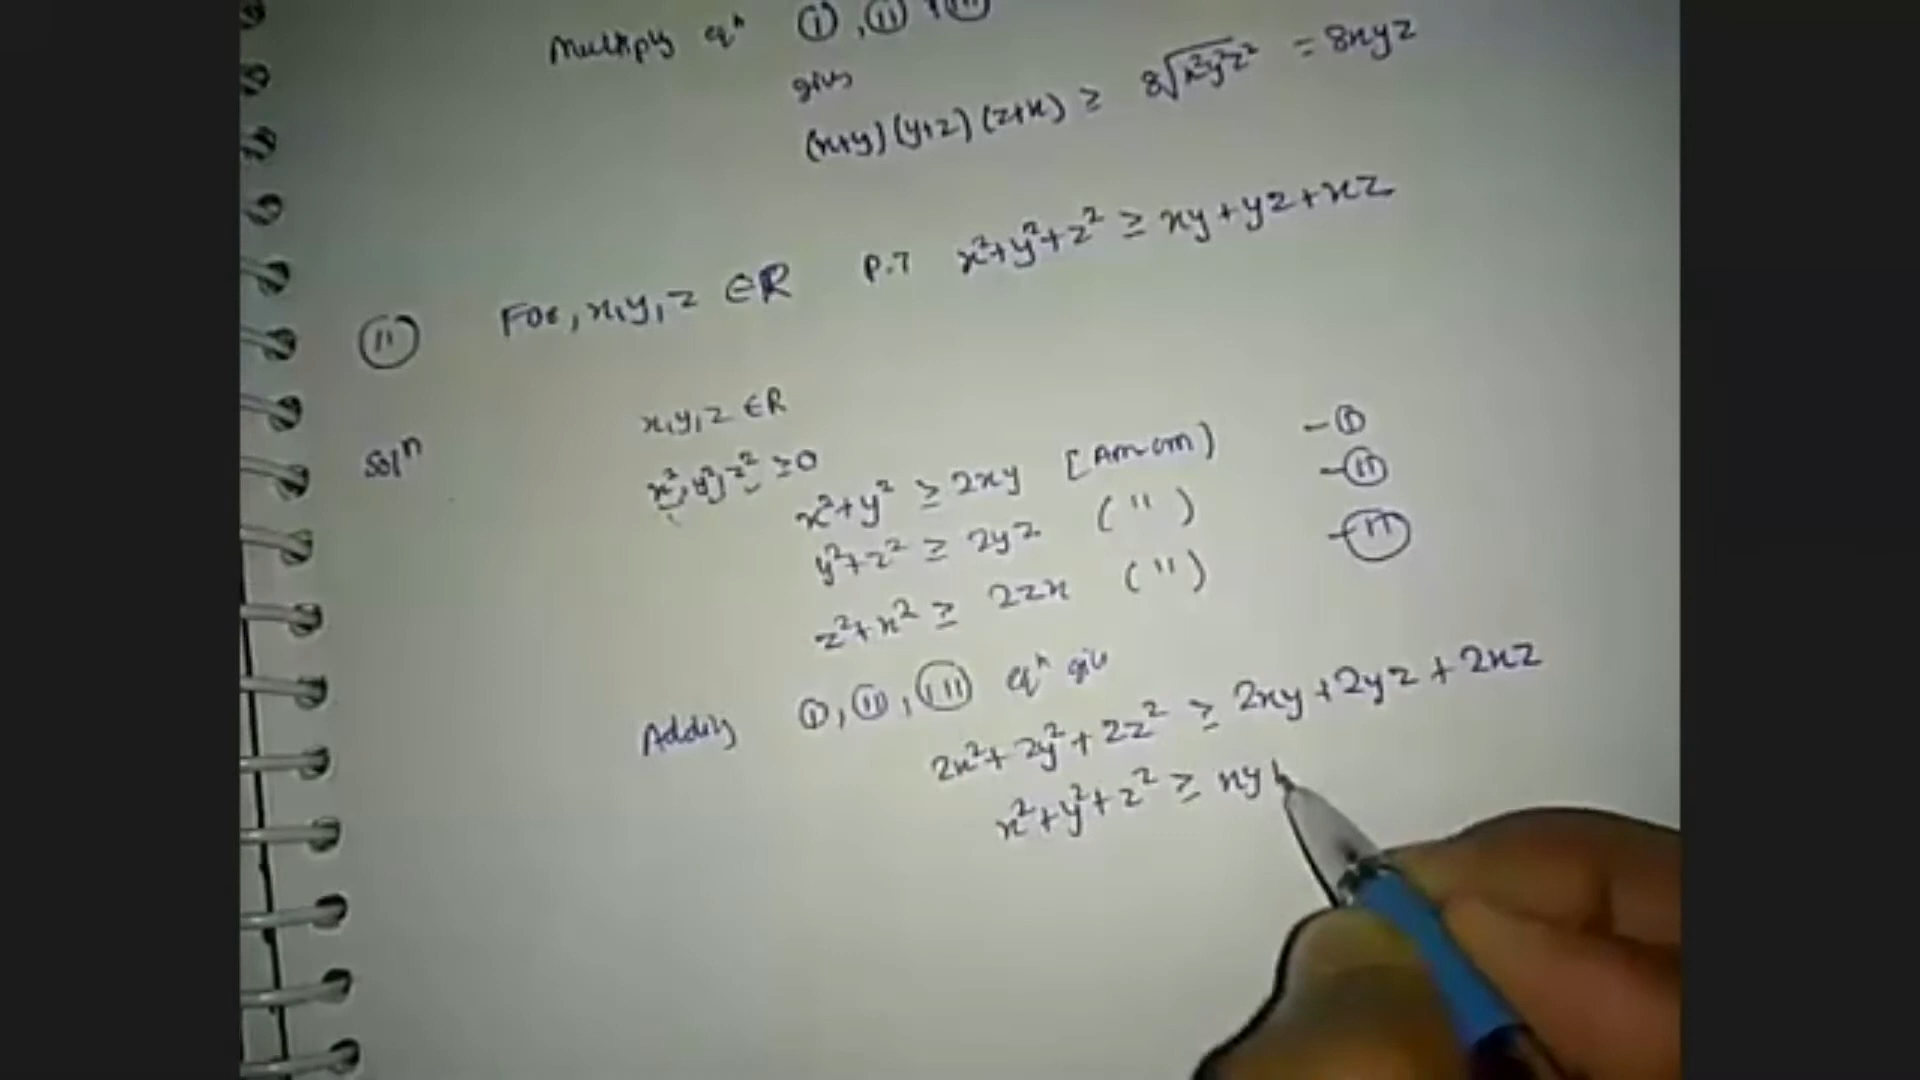 Multiply eqⁿ (i), (ii), (iii)
gives
(x+y)(y+z)(z+x) ≥ 8√x²y²z² = 8xyz
(ii) For, x,y,z ∈R P.T x²+y²+z² ≥ xy+yz+xz
Solⁿ x,y,z ∈R
x²,y²,z² ≥0
x²+y² ≥ 2xy [Am Gm) - (i)
y²+z² ≥ 2yz (") - (ii)
z²+x² ≥ 2zx (") - (iii)
Adding (i), (ii), (iii) eqⁿ giv
2x²+2y²+2z² ≥ 2xy+2yz+2xz
x²+y²+z² ≥ xy